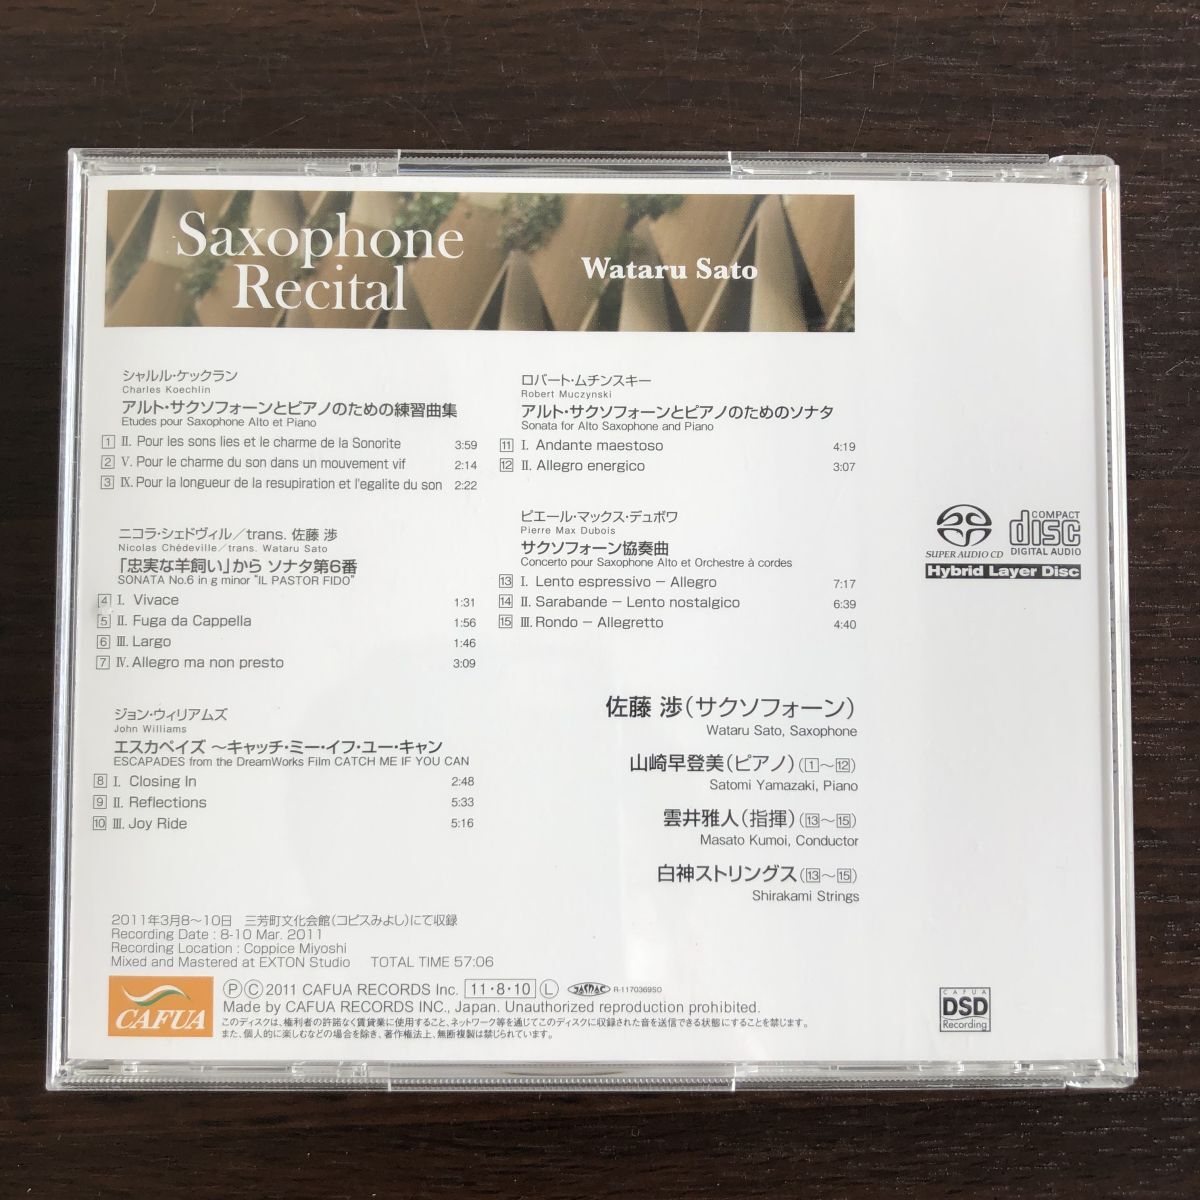 Saxophone
Recital
Wataru Sato
シャルル・ケックラン
Charles Koechlin
アルト・サクソフォーンとピアノのための練習曲集
Etudes pour Saxophone Alto et Piano
1 II. Pour les sons lies et le charme de la Sonorite 3:59
2 V. Pour le charme du son dans un mouvement vif 2:14
3 IX. Pour la longueur de la resupiration et l'egalite du son 2:22
ニコラ・シェドヴィル/trans. 佐藤 渉
Nicolas Chédeville/trans. Wataru Sato
「忠実な羊飼い」から ソナタ第6番
SONATA No.6 in g minor "IL PASTOR FIDO"
4 I. Vivace 1:31
5 II. Fuga da Cappella 1:56
6 III. Largo 1:46
7 IV. Allegro ma non presto 3:09
ジョン・ウィリアムズ
John Williams
エスカペイズ ～キャッチ・ミー・イフ・ユー・キャン
ESCAPADES from the DreamWorks Film CATCH ME IF YOU CAN
8 I. Closing In 2:48
9 II. Reflections 5:33
10 III. Joy Ride 5:16
ロバート・ムチンスキー
Robert Muczynski
アルト・サクソフォーンとピアノのためのソナタ
Sonata for Alto Saxophone and Piano
11 I. Andante maestoso 4:19
12 II. Allegro energico 3:07
ピエール・マックス・デュボワ
Pierre Max Dubois
サクソフォーン協奏曲
Concerto pour Saxophone Alto et Orchestre à cordes
13 I. Lento espressivo – Allegro 7:17
14 II. Sarabande – Lento nostalgico 6:39
15 III. Rondo – Allegretto 4:40
SUPER AUDIO CD
COMPACT
disc
DIGITAL AUDIO
Hybrid Layer Disc
佐藤 渉(サクソフォーン)
Wataru Sato, Saxophone
山崎早登美(ピアノ)(1～12)
Satomi Yamazaki, Piano
雲井雅人(指揮)(13～15)
Masato Kumoi, Conductor
白神ストリングス(13～15)
Shirakami Strings
2011年3月8～10日 三芳町文化会館(コピスみよし)にて収録
Recording Date : 8-10 Mar. 2011
Recording Location : Coppice Miyoshi
Mixed and Mastered at EXTON Studio TOTAL TIME 57:06
CAFUA
Ⓟ Ⓒ 2011 CAFUA RECORDS Inc. 11・8・10 Ⓛ JASRAC R-1170369S0
Made by CAFUA RECORDS INC., Japan. Unauthorized reproduction prohibited.
このディスクは、権利者の許諾なく賃貸業に使用すること、ネットワーク等を通じてこのディスクに収録された音を送信できる状態にすることを禁じます。
また、個人的に楽しむなどの場合を除き、著作権法上、無断複製は禁じられています。
CAFUA
DSD
Recording